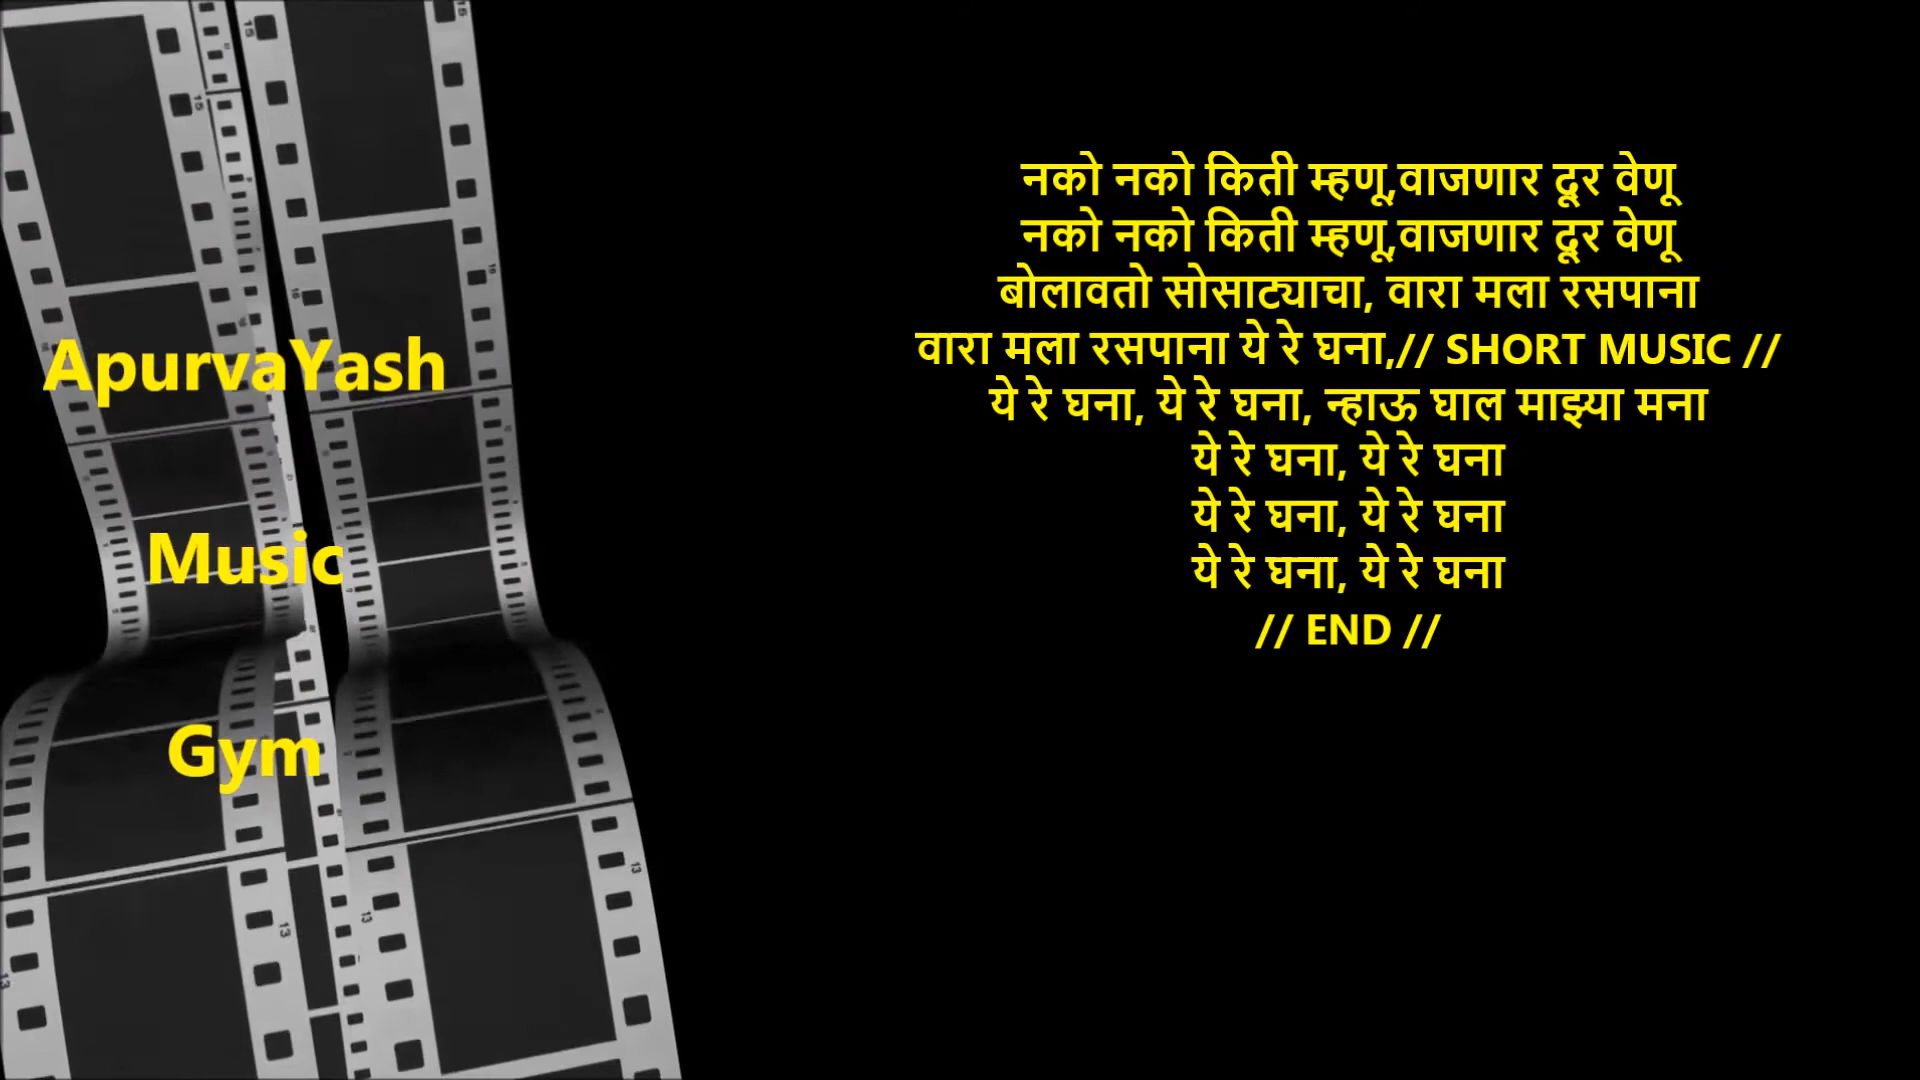 ApurvaYash
Music
Gym
नको नको किती म्हणू,वाजणार दूर वेणू
नको नको किती म्हणू,वाजणार दूर वेणू
बोलावतो सोसाट्याचा, वारा मला रसपाना
वारा मला रसपाना ये रे घना,// SHORT MUSIC //
ये रे घना, ये रे घना, न्हाऊ घाल माझ्या मना
ये रे घना, ये रे घना
ये रे घना, ये रे घना
ये रे घना, ये रे घना
// END //